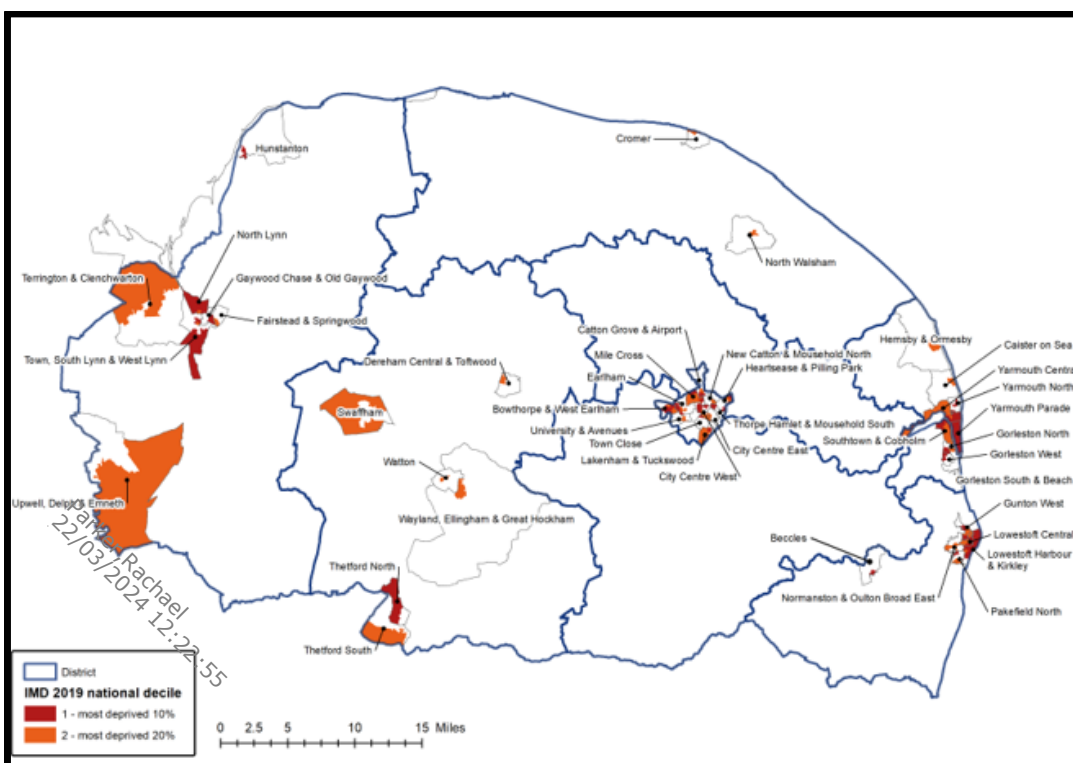 Cromer
Hunstanton
North Lynn
North Walsham
Terrington & Clenchwarton
Gaywood Chase & Old Gaywood
Fairstead & Springwood
Catton Grove & Airport
Hemsby & Ormesby
Caister on Sea
Town, South Lynn & West Lynn
Dereham Central & Toftwood
Mile Cross
New Catton & Mousehold North
Heartsease & Pilling Park
Yarmouth Central
Earlham
Yarmouth North
Swaffham
Bowthorpe & West Earlham
Yarmouth Parade
University & Avenues
Thorpe Hamlet & Mousehold South
Gorleston North
Town Close
Southtown & Cobholm
City Centre East
Gorleston West
Lakenham & Tuckswood
Watton
City Centre West
Gorleston South & Beach
Upwell, Delph & Emneth
Wayland, Ellingham & Great Hockham
Gunton West
Lowestoft Central
Beccles
Lowestoft Harbour
& Kirkley
Thetford North
Normanston & Oulton Broad East
Pakefield North
Thetford South
Rachael
22/03/2024 12:22:55
District
IMD 2019 national decile
1 - most deprived 10%
2 - most deprived 20%
0 2.5 5 10 15 Miles